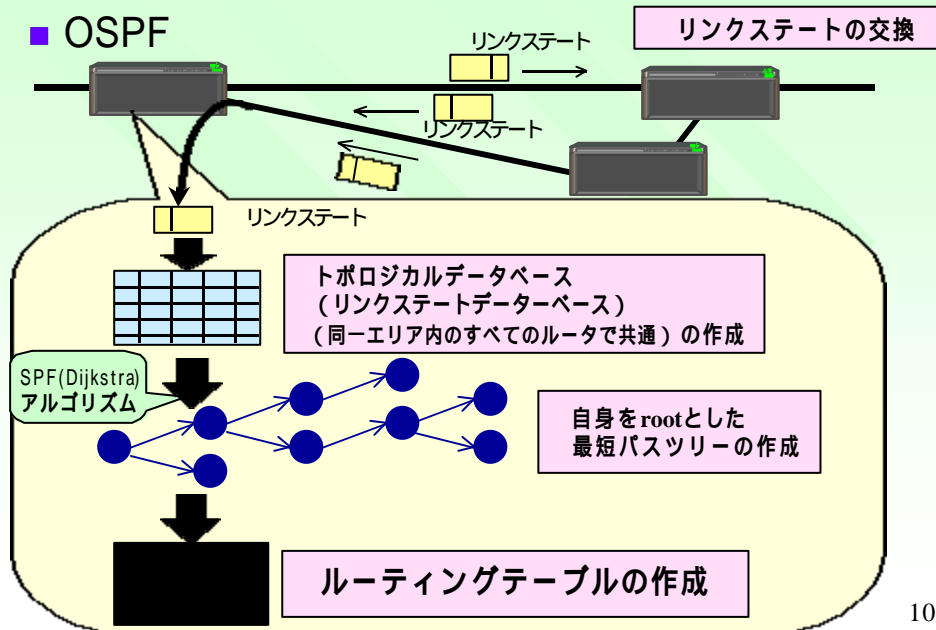 OSPF
リンクステートの交換
リンクステート
リンクステート
リンクステート
トポロジカルデータベース
（リンクステートデーターベース）
（同一エリア内のすべてのルータで共通）の作成
SPF(Dijkstra)
アルゴリズム
自身をrootとした
最短パスツリーの作成
ルーティングテーブルの作成
10